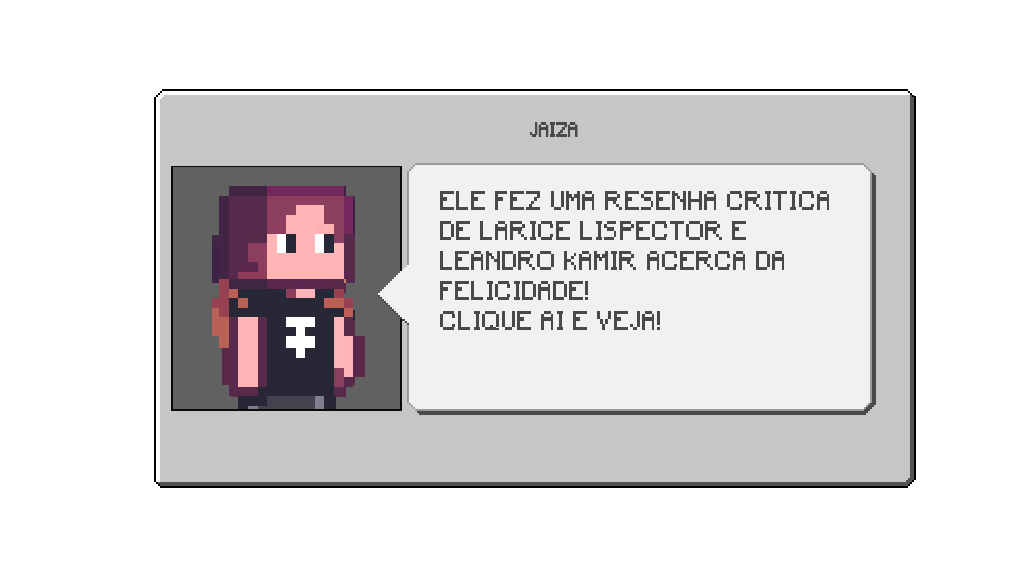 JAIZA
ELE FEZ UMA RESENHA CRITICA
DE LARICE LISPECTOR E
LEANDRO KAMIR ACERCA DA
FELICIDADE!
CLIQUE AI E VEJA!